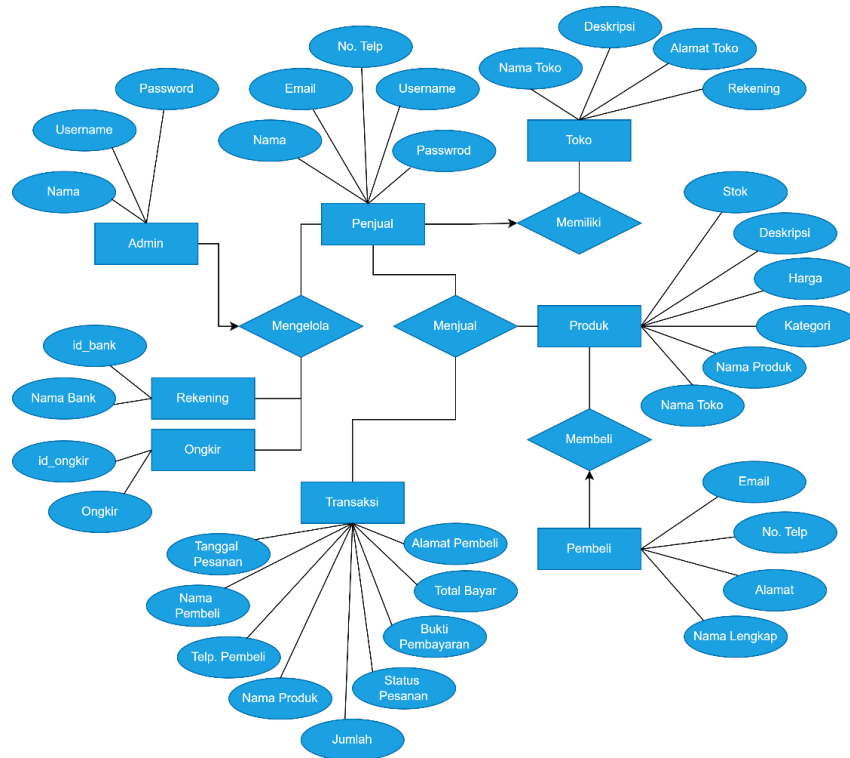 Deskripsi
No. Telp
Alamat Toko
Nama Toko
Password
Email
Username
Rekening
Username
Nama
Passwrod
Toko
Nama
Stok
Penjual
Memiliki
Admin
Deskripsi
Harga
Mengelola
Menjual
Produk
Kategori
id_bank
Nama Produk
Nama Bank
Rekening
Nama Toko
Membeli
Ongkir
id_ongkir
Email
Ongkir
Transaksi
No. Telp
Alamat Pembeli
Tanggal
Pesanan
Pembeli
Total Bayar
Alamat
Nama
Pembeli
Bukti
Pembayaran
Nama Lengkap
Telp. Pembeli
Status
Pesanan
Nama Produk
Jumlah